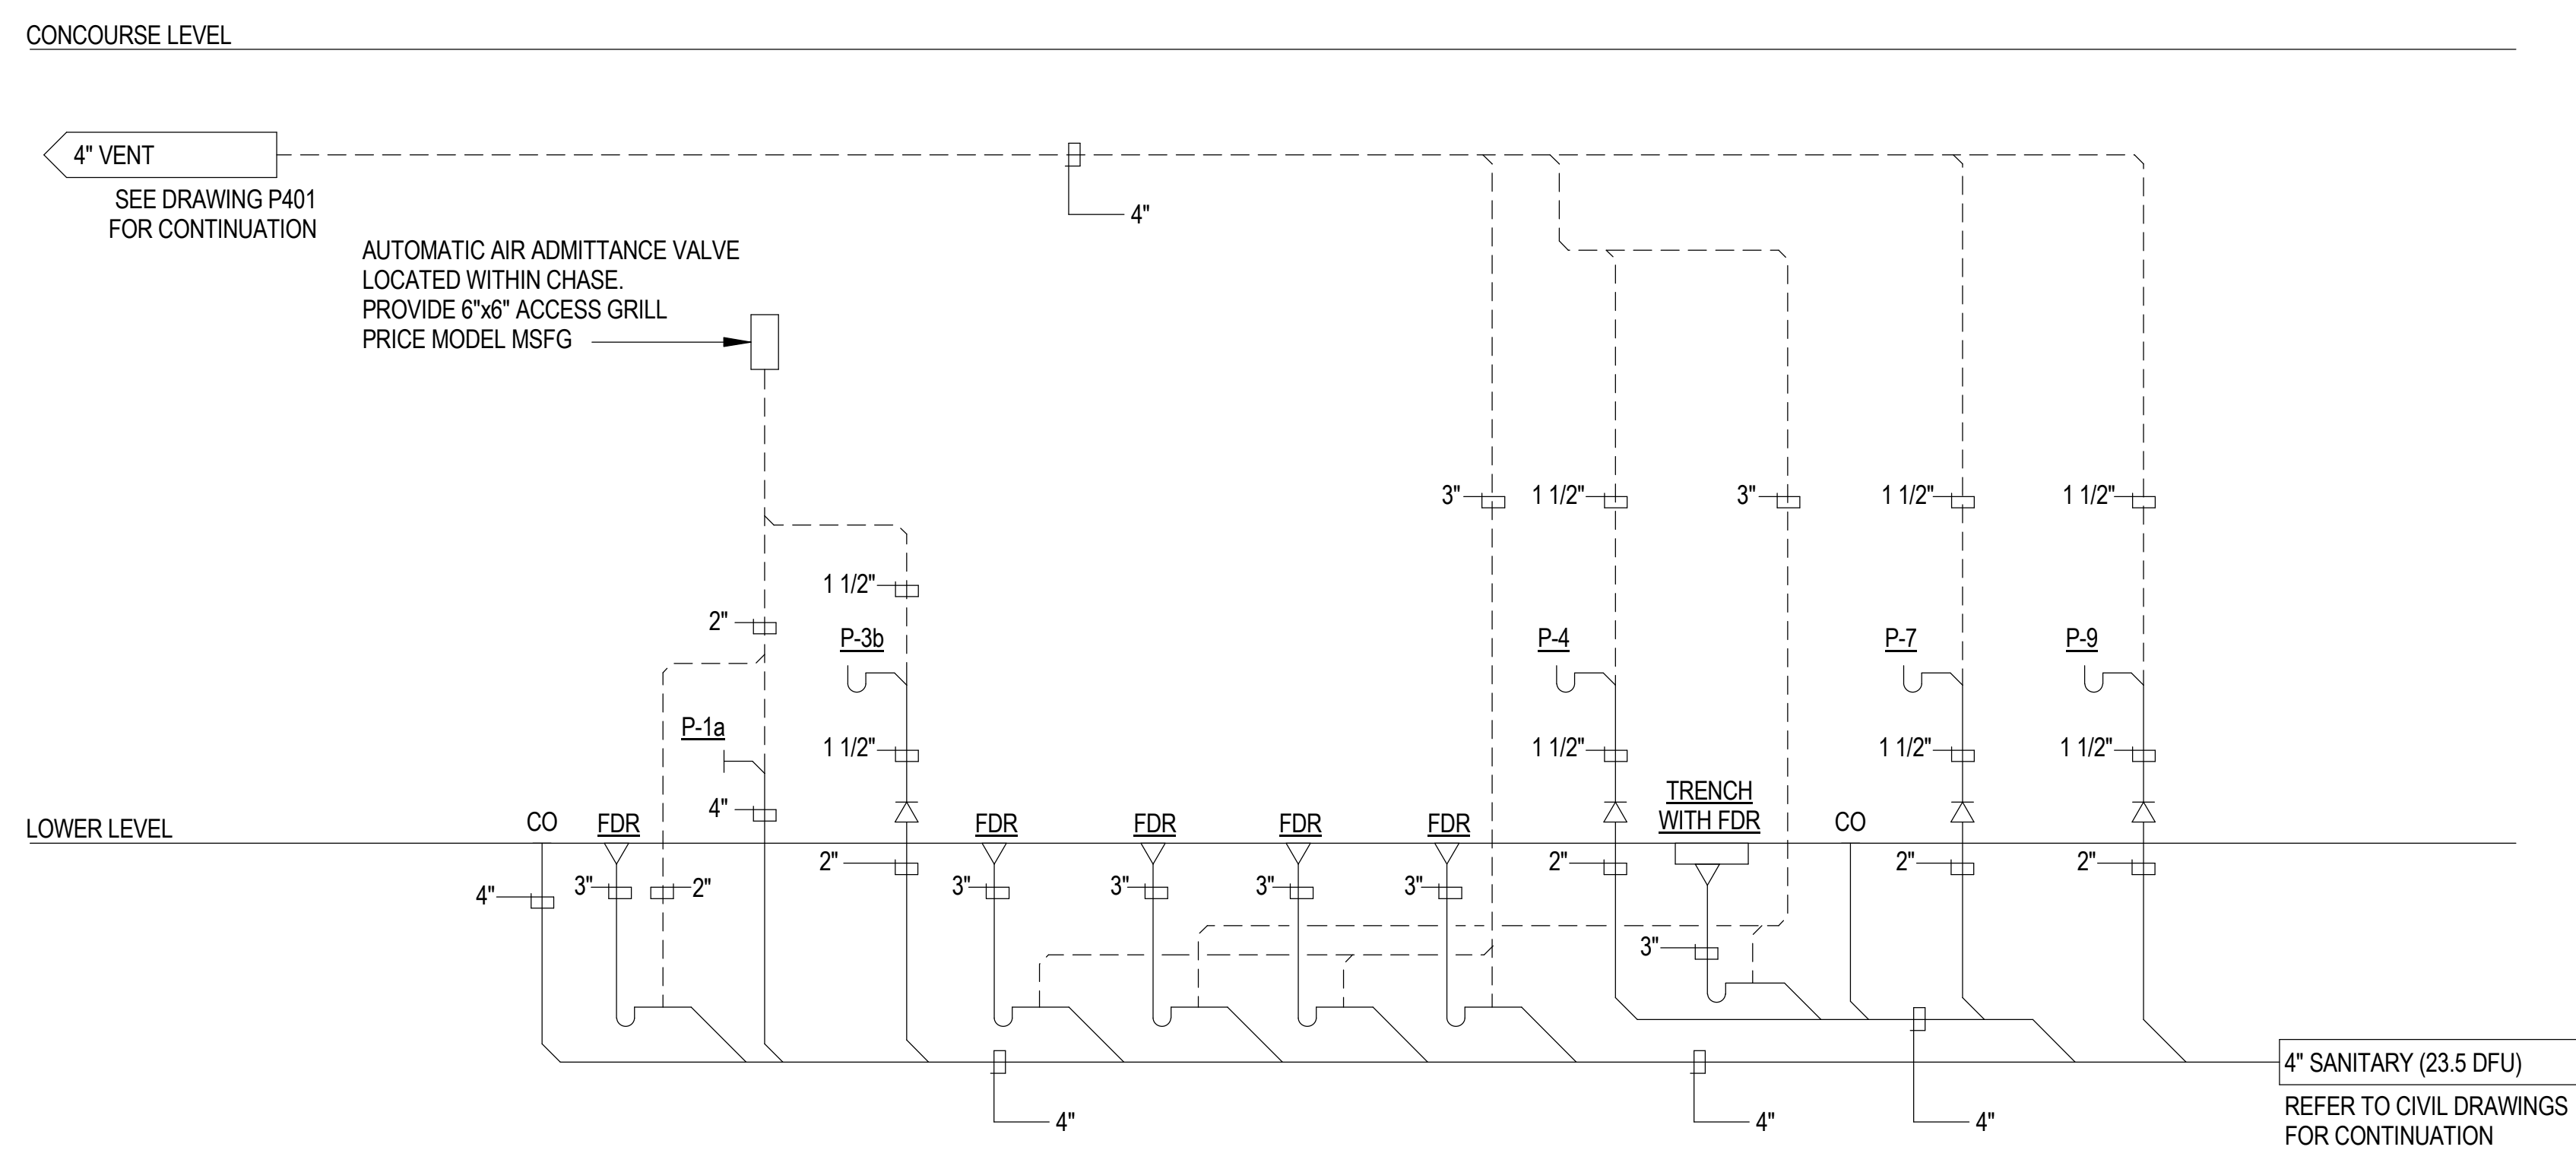 CONCOURSE LEVEL
4" VENT
SEE DRAWING P401
FOR CONTINUATION
4"
AUTOMATIC AIR ADMITTANCE VALVE
LOCATED WITHIN CHASE.
PROVIDE 6"x6" ACCESS GRILL
PRICE MODEL MSFG
3"
1 1/2"
3"
1 1/2"
1 1/2"
1 1/2"
2"
P-3b
P-4
P-7
P-9
P-1a
1 1/2"
1 1/2"
1 1/2"
1 1/2"
4"
TRENCH
WITH FDR
LOWER LEVEL
CO
FDR
FDR
FDR
FDR
FDR
CO
2"
2"
2"
2"
4"
3"
2"
3"
3"
3"
3"
3"
4" SANITARY (23.5 DFU)
REFER TO CIVIL DRAWINGS
FOR CONTINUATION
4"
4"
4"